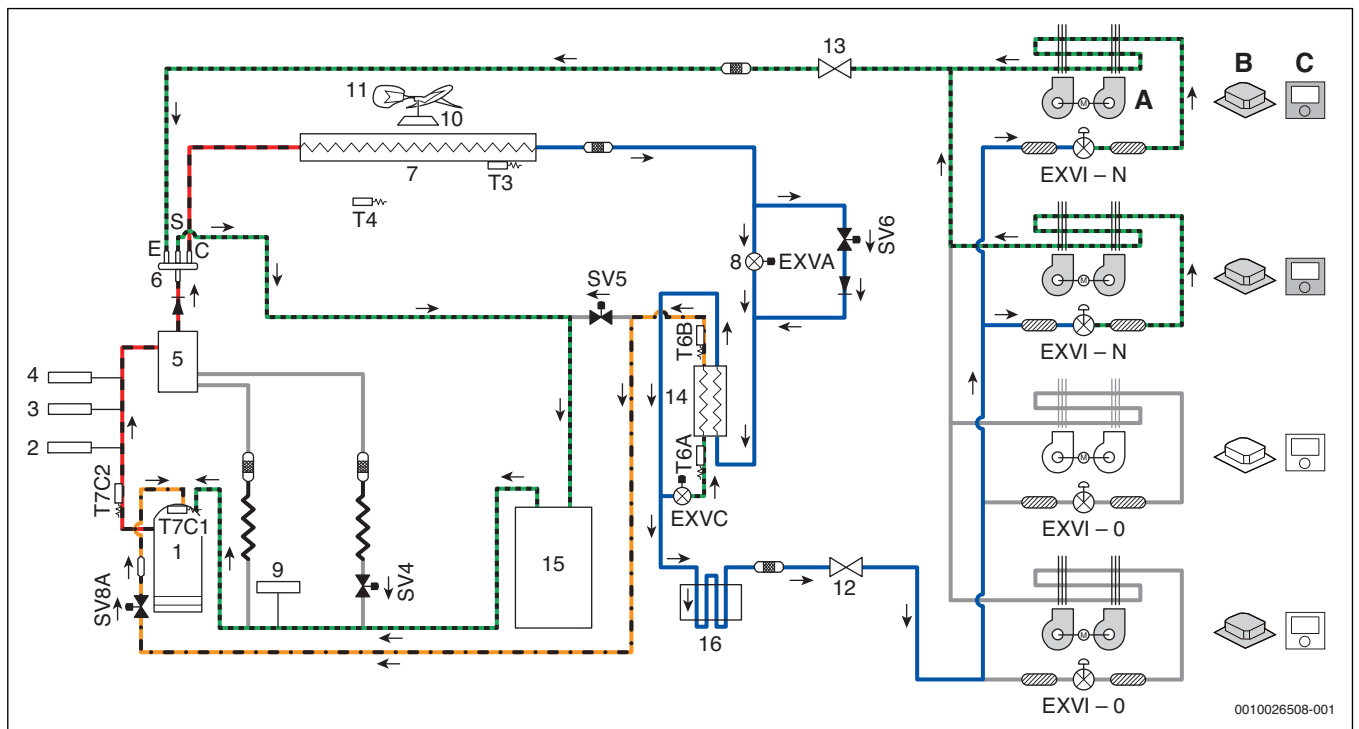 13
A
B
C
11
10
7
T3
T4
EXVI – N
S
E
C
6
8
EXVA
SV6
SV5
5
T6B
14
T6A
EXVC
EXVI – N
4
3
2
T7C2
T7C1
1
9
SV4
15
SV8A
16
12
EXVI – 0
EXVI – 0
M
M
M
M
0010026508-001